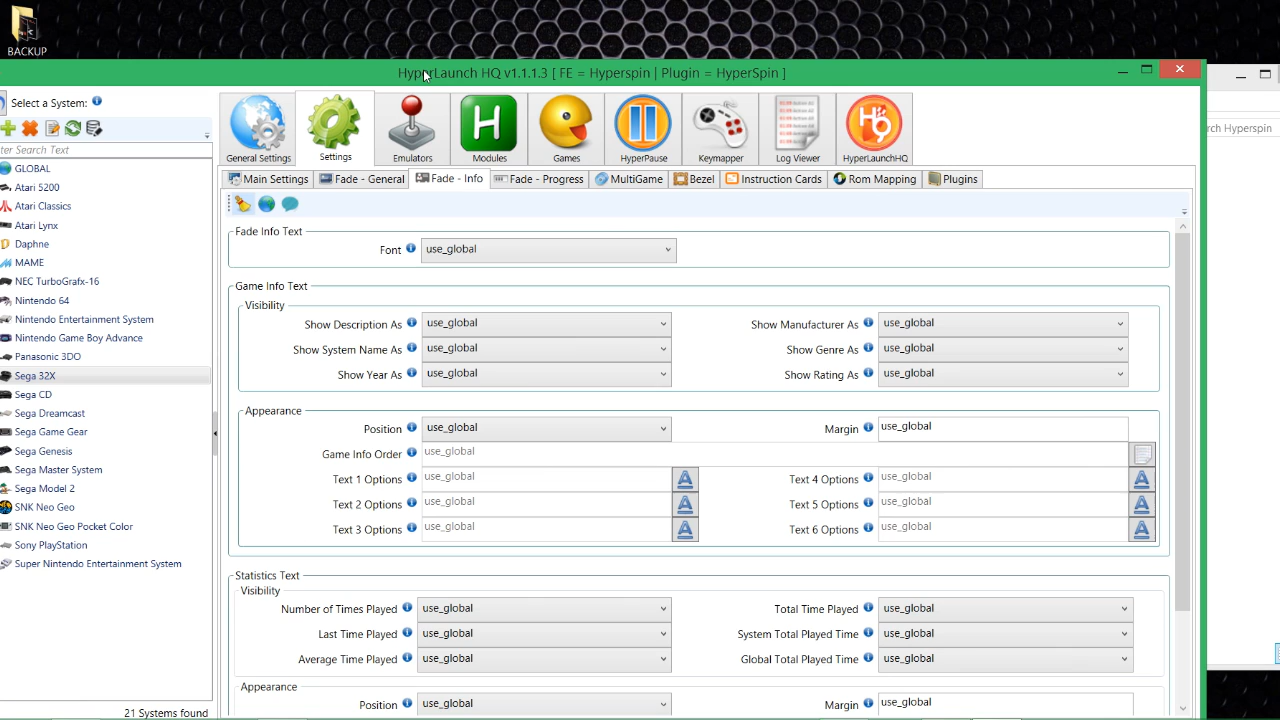 BACKUP
HyperLaunch HQ v1.1.1.3 [ FE = Hyperspin | Plugin = HyperSpin ]
Select a System:
ter Search Text
GLOBAL
Atari 5200
Atari Classics
Atari Lynx
Daphne
MAME
NEC TurboGrafx-16
Nintendo 64
Nintendo Entertainment System
Nintendo Game Boy Advance
Panasonic 3DO
Sega 32X
Sega CD
Sega Dreamcast
Sega Game Gear
Sega Genesis
Sega Master System
Sega Model 2
SNK Neo Geo
SNK Neo Geo Pocket Color
Sony PlayStation
Super Nintendo Entertainment System
21 Systems found
General Settings
Settings
Emulators
Modules
Games
HyperPause
Keymapper
Log Viewer
HyperLaunchHQ
rch Hyperspin
Main Settings
Fade - General
Fade - Info
Fade - Progress
MultiGame
Bezel
Instruction Cards
Rom Mapping
Plugins
Fade Info Text
Font use_global
Game Info Text
Visibility
Show Description As use_global Show Manufacturer As use_global
Show System Name As use_global Show Genre As use_global
Show Year As use_global Show Rating As use_global
Appearance
Position use_global Margin use_global
Game Info Order use_global
Text 1 Options use_global Text 4 Options use_global
Text 2 Options use_global Text 5 Options use_global
Text 3 Options use_global Text 6 Options use_global
Statistics Text
Visibility
Number of Times Played use_global Total Time Played use_global
Last Time Played use_global System Total Played Time use_global
Average Time Played use_global Global Total Played Time use_global
Appearance
Position use_global Margin use_global